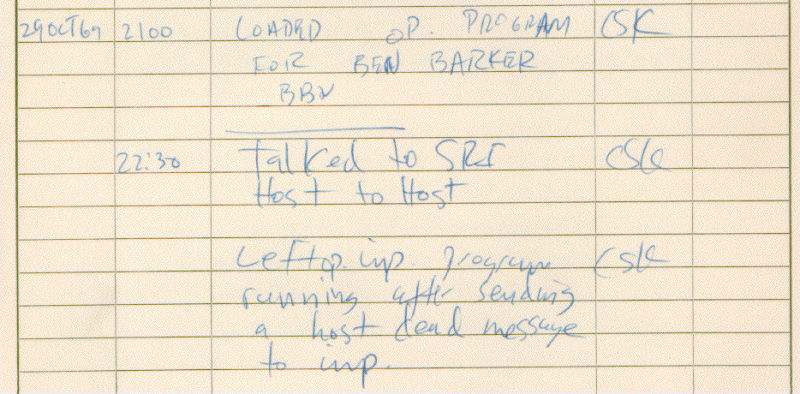 29OCT69 2100 LOADED OP. PROGRAM CSK
FOR BEN BARKER
BBN
22:30 Talked to SRI CSK
Host to Host
Left op. imp. program CSK
running after sending
a host dead message
to imp.